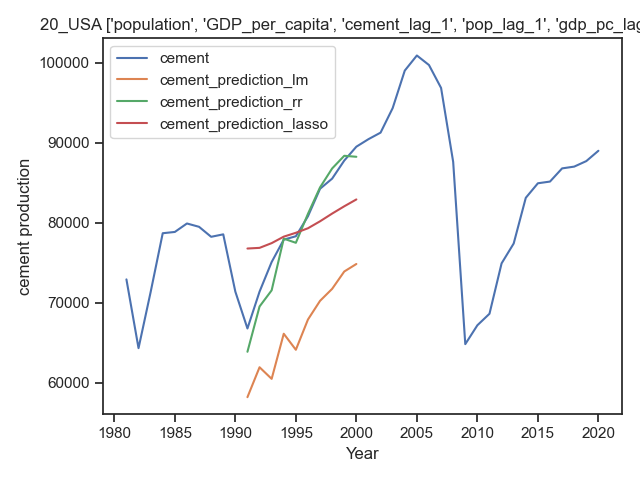 20_USA ['population', 'GDP_per_capita', 'cement_lag_1', 'pop_lag_1', 'gdp_pc_lag
cement
cement_prediction_lm
cement_prediction_rr
cement_prediction_lasso
cement production
100000
90000
80000
70000
60000
1980 1985 1990 1995 2000 2005 2010 2015 2020
Year